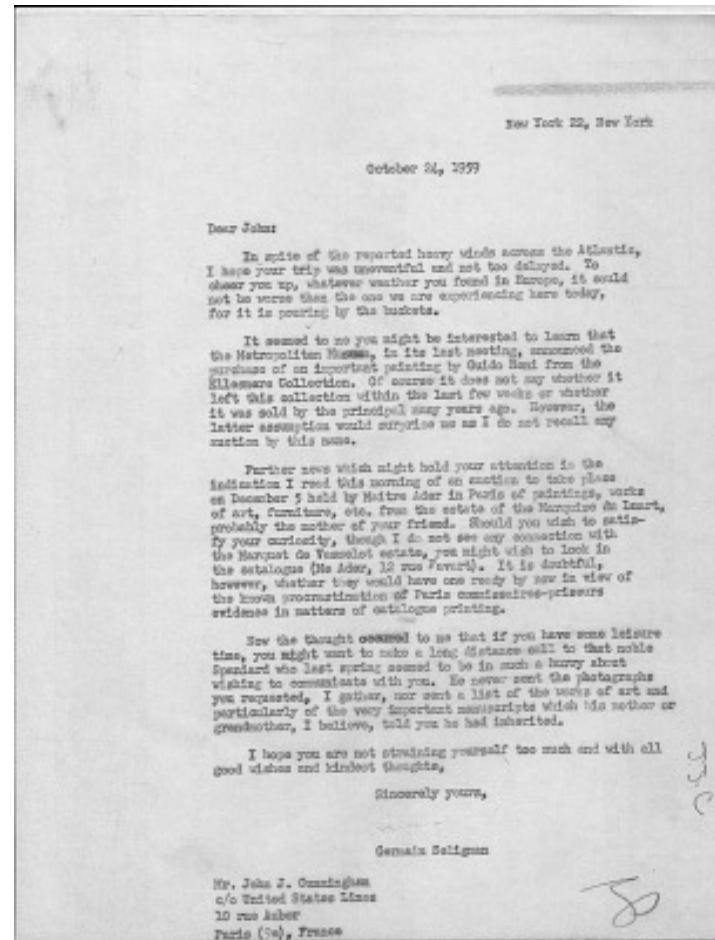 New York 22, New York
October 24, 1959
Dear John:
In spite of the reported heavy winds across the Atlantic,
I hope your trip was uneventful and not too delayed. To
cheer you up, whatever weather you found in Europe, it could
not be worse than the one we are experiencing here today,
for it is pouring by the buckets.
It seemed to me you might be interested to learn that
the Metropolitan Museum, in its last meeting, announced the
purchase of an important painting by Guido Reni from the
Ellesmere Collection. Of course it does not say whether it
left this collection within the last few weeks or whether
it was sold by the principal many years ago. However, the
latter assumption would surprise me as I do not recall any
auction by this name.
Further news which might hold your attention is the
indication I read this morning of an auction to take place
on December 5 held by Maitre Ader in Paris of paintings, works
of art, furniture, etc. from the estate of the Marquise de
probably the mother of your friend. Should you wish to satis-
fy your curiosity, though I do not see any connection with
the Marquet de Vasselot estate, you might wish to look in
the catalogue (Me Ader, 12 rue Favart). It is doubtful,
however, whether they would have one ready by now in view of
the known procrastination of Paris commissaires-priseurs
evidence in matters of catalogue printing.
Now the thought occured to me that if you have some leisure
time, you might want to make a long distance call to that noble
Spaniard who last spring seemed to be in such a hurry about
wishing to communicate with you. He never sent the photographs
you requested, I gather, nor sent a list of the works of art and
particularly of the very important manuscripts which his mother or
grandmother, I believe, told you he had inherited.
I hope you are not straining yourself too much and with all
good wishes and kindest thoughts,
Sincerely yours,
Germain Seligman
Mr. John J. Cunningham
c/o United States Lines
10 rue Auber
Paris (9e), France